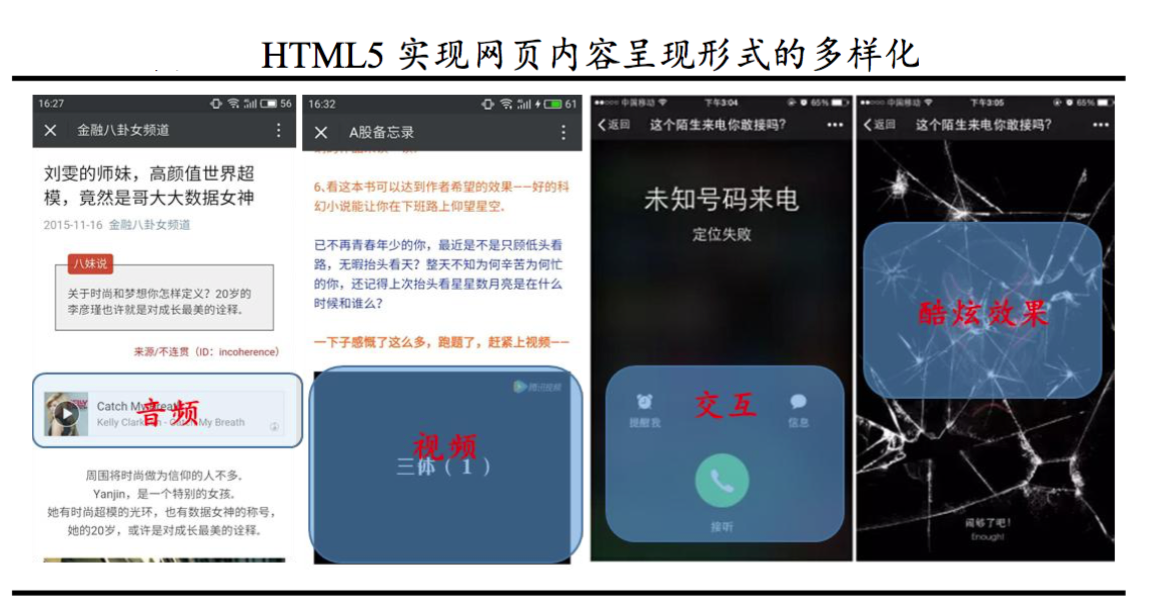 HTML5 实现网页内容呈现形式的多样化
16:27
56
金融八卦女频道
刘雯的师妹，高颜值世界超
模，竟然是哥大大数据女神
2015-11-16 金融八卦女频道
八妹说
关于时尚和梦想你怎样定义？20岁的
李彦瑾也许就是对成长最美的诠释。
来源/不连贯（ID：incoherence）
Catch My Breath
Kelly Clarkson - Catch My Breath
音频
周围将时尚做为信仰的人不多。
Yanjin，是一个特别的女孩。
她有时尚超模的光环，也有数据女神的称号，
她的20岁，或许是对成长最美的诠释。
16:32
61
A股备忘录
6、看这本书可以达到作者希望的效果——好的科
幻小说能让你在下班路上仰望星空。
已不再青春年少的你，最近是不是只顾低头看
路，无暇抬头看天？整天不知为何辛苦为何忙
的你，还记得上次抬头看星星数月亮是在什么
时候和谁么？
一下子感慨了这么多，跑题了，赶紧上视频——
腾讯视频
视频
三体（1）
中国移动
下午3:04
65%
返回
这个陌生来电你敢接吗？
未知号码来电
定位失败
提醒我
交互
信息
接听
中国移动
下午3:05
65%
返回
这个陌生来电你敢接吗？
酷炫效果
闹够了吧！
Enough!